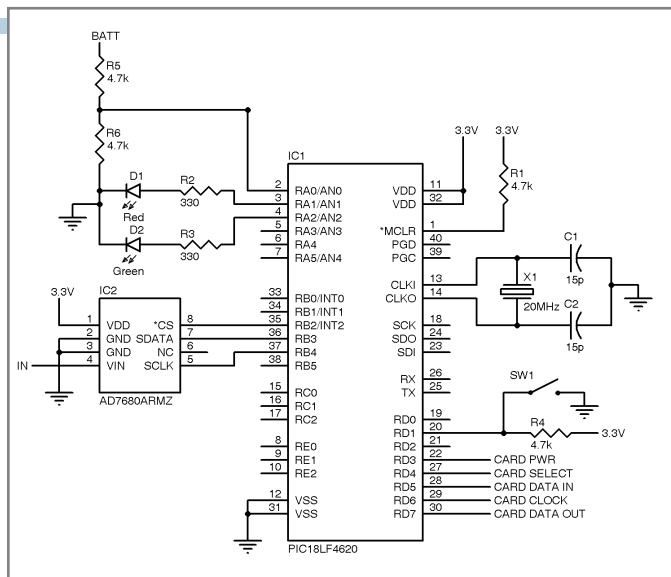 BATT
R5
4.7k
R6
4.7k
D1
Red
R2
330
D2
Green
R3
330
IC1
2 RA0/AN0
3 RA1/AN1
4 RA2/AN2
5 RA3/AN3
6 RA4
7 RA5/AN4
33 RB0/INT0
34 RB1/INT1
35 RB2/INT2
36 RB3
37 RB4
38 RB5
15 RC0
16 RC1
17 RC2
8 RE0
9 RE1
10 RE2
12 VSS
31 VSS
VDD 11
VDD 32
*MCLR 1
PGD 40
PGC 39
CLKI 13
CLKO 14
SCK 18
SDO 24
SDI 23
RX 26
TX 25
RD0 19
RD1 20
RD2 21
RD3 22 CARD PWR
RD4 27 CARD SELECT
RD5 28 CARD DATA IN
RD6 29 CARD CLOCK
RD7 30 CARD DATA OUT
PIC18LF4620
3.3V
3.3V
R1
4.7k
C1
15p
X1
20MHz
C2
15p
SW1
R4
4.7k
3.3V
IC2
3.3V
1 VDD *CS 8
2 GND SDATA 7
3 GND NC 6
IN 4 VIN SCLK 5
AD7680ARMZ